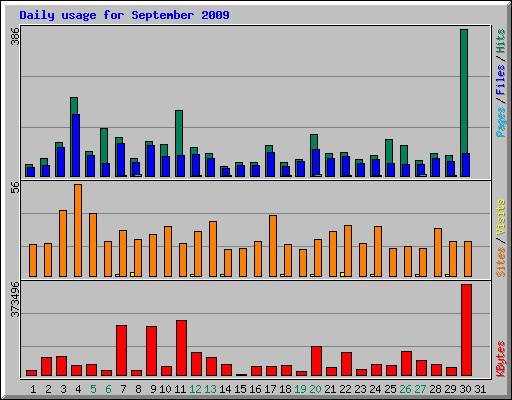 Daily usage for September 2009
386
Pages/Files/Hits
56
Sites/Visits
373496
KBytes
1 2 3 4 5 6 7 8 9 10 11 12 13 14 15 16 17 18 19 20 21 22 23 24 25 26 27 28 29 30 31